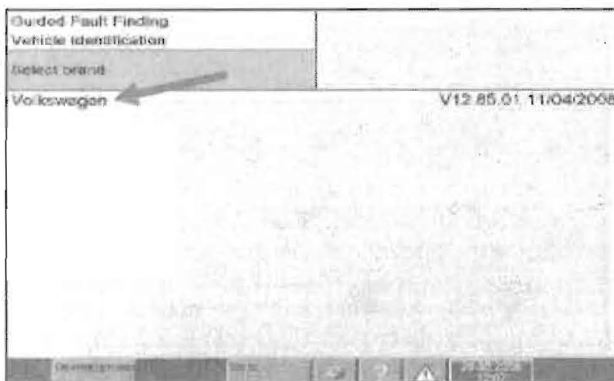 Guided Fault Finding
Vehicle Identification
Select brand
Volkswagen
V12.85.01 11/04/2008